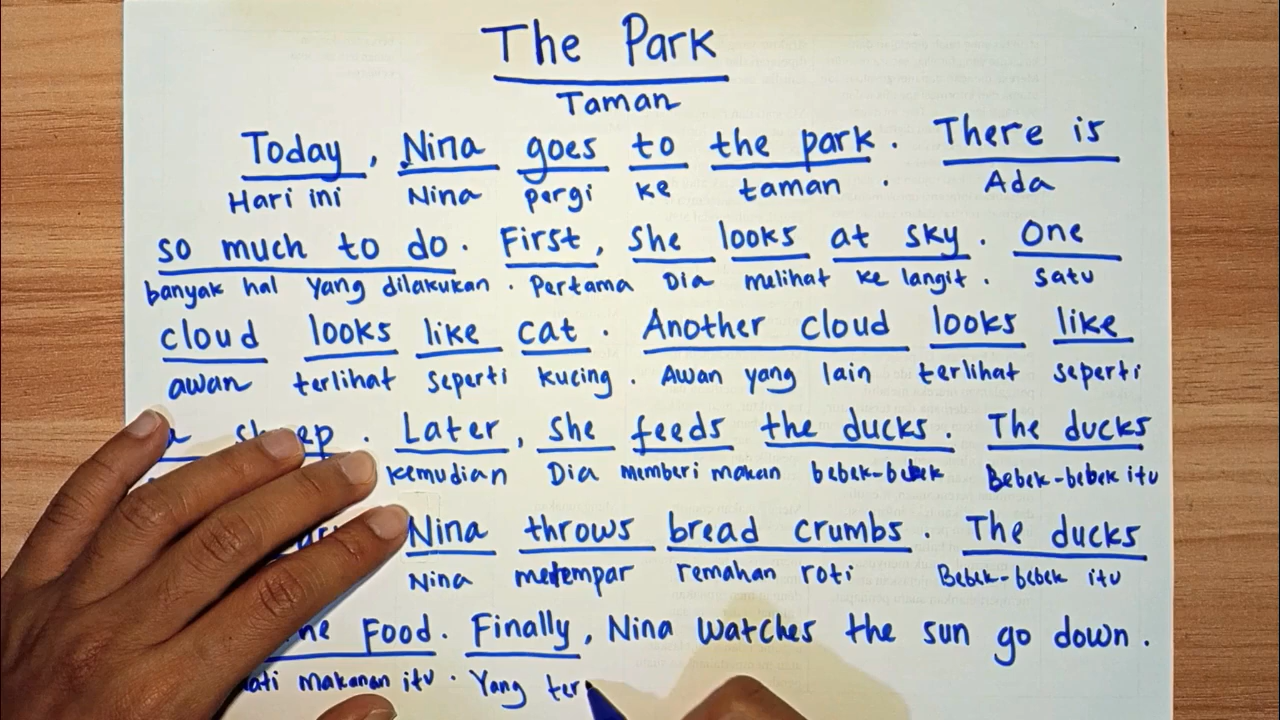 The Park
Taman
Today, Nina goes to the park. There is
Hari ini Nina pergi ke taman . Ada
so much to do. First, she looks at sky. One
banyak hal yang dilakukan . Pertama Dia melihat ke langit. Satu
cloud looks like cat. Another cloud looks like
awan terlihat seperti kucing. Awan yang lain terlihat seperti
a. Later, she feeds the ducks. The ducks
kemudian Dia memberi makan bebek-bebek Bebek-bebek itu
Nina throws bread crumbs. The ducks
Nina melempar remahan roti Bebek-bebek itu
Food. Finally, Nina watches the sun go down.
makanan itu. Yang ter